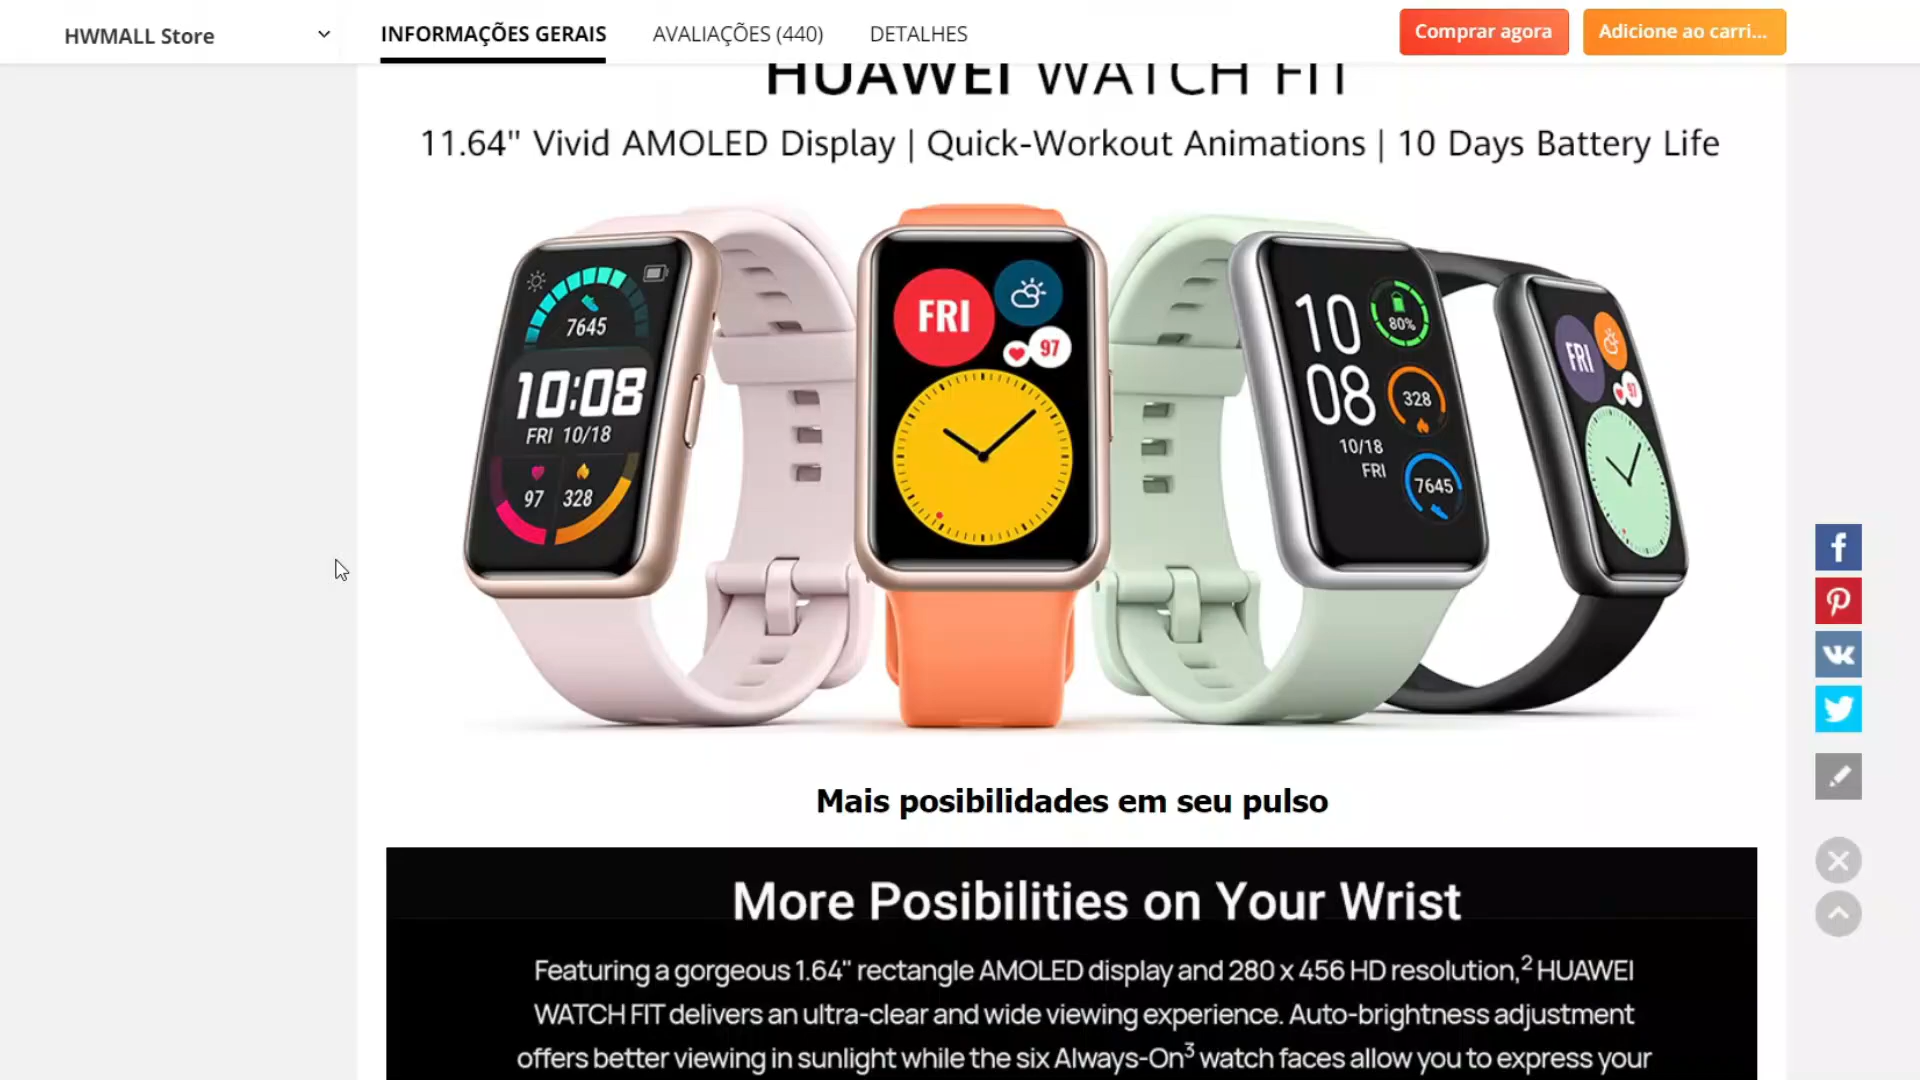 HWMALL Store
INFORMAÇÕES GERAIS
AVALIAÇÕES (440)
DETALHES
Comprar agora
Adicione ao carri...
HUAWEI WATCH FIT
11.64" Vivid AMOLED Display | Quick-Workout Animations | 10 Days Battery Life
7645
10:08
FRI 10/18
97 328
FRI
97
10
08
80%
328
10/18
FRI
7645
FRI
97
Mais posibilidades em seu pulso
More Posibilities on Your Wrist
Featuring a gorgeous 1.64" rectangle AMOLED display and 280 x 456 HD resolution,² HUAWEI
WATCH FIT delivers an ultra-clear and wide viewing experience. Auto-brightness adjustment
offers better viewing in sunlight while the six Always-On³ watch faces allow you to express your